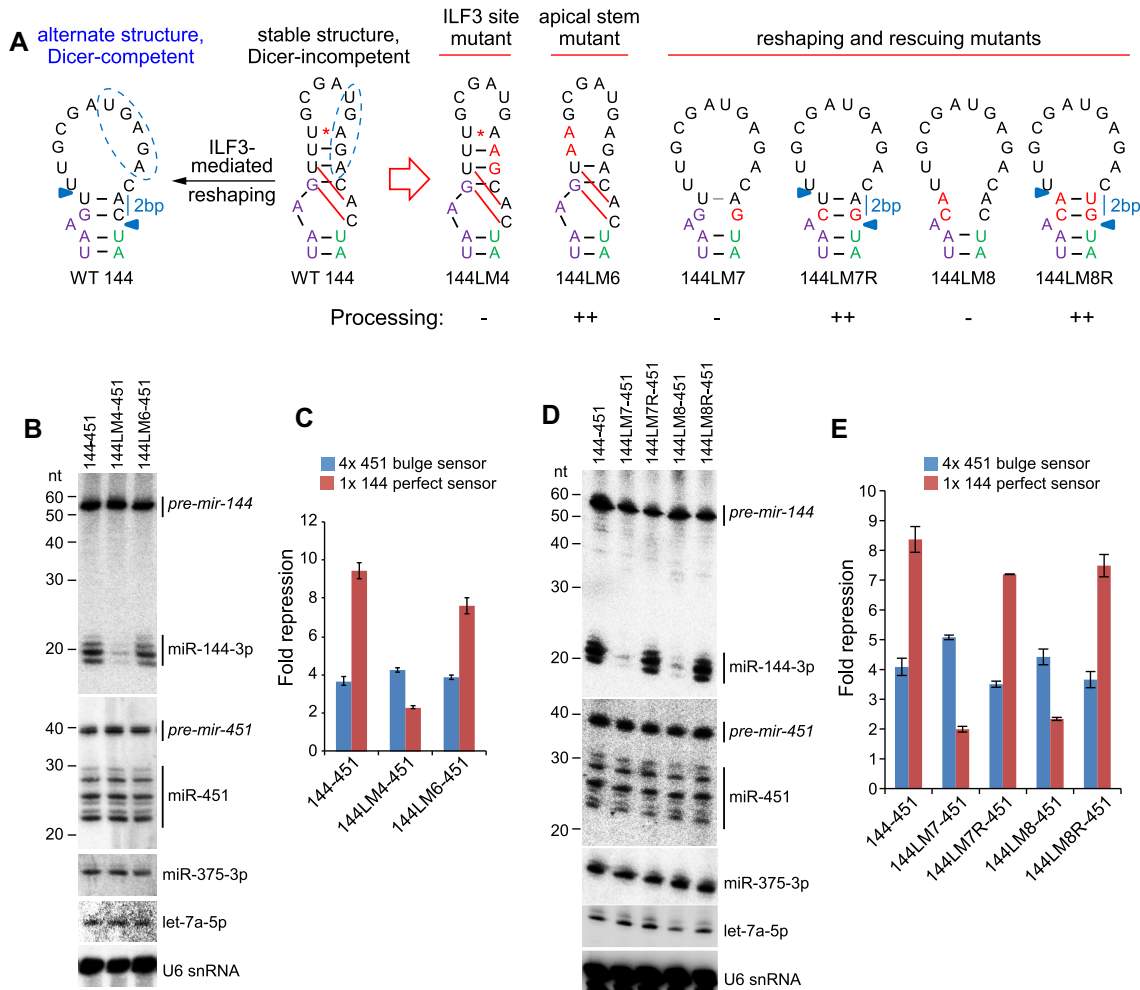 A
alternate structure,
Dicer-competent
stable structure,
Dicer-incompetent
ILF3 site
mutant
apical stem
mutant
reshaping and rescuing mutants
ILF3-
mediated
reshaping
2bp
2bp
2bp
WT 144
WT 144
144LM4
144LM6
144LM7
144LM7R
144LM8
144LM8R
Processing:
-
++
-
++
-
++
B
144-451
144LM4-451
144LM6-451
nt
60
50
40
30
20
pre-mir-144
miR-144-3p
40
30
20
pre-mir-451
miR-451
miR-375-3p
let-7a-5p
U6 snRNA
C
4x 451 bulge sensor
1x 144 perfect sensor
Fold repression
12
10
8
6
4
2
0
144-451
144LM4-451
144LM6-451
D
144-451
144LM7-451
144LM7R-451
144LM8-451
144LM8R-451
nt
60
50
40
30
20
pre-mir-144
miR-144-3p
40
30
20
pre-mir-451
miR-451
miR-375-3p
let-7a-5p
U6 snRNA
E
4x 451 bulge sensor
1x 144 perfect sensor
Fold repression
10
9
8
7
6
5
4
3
2
1
0
144-451
144LM7-451
144LM7R-451
144LM8-451
144LM8R-451